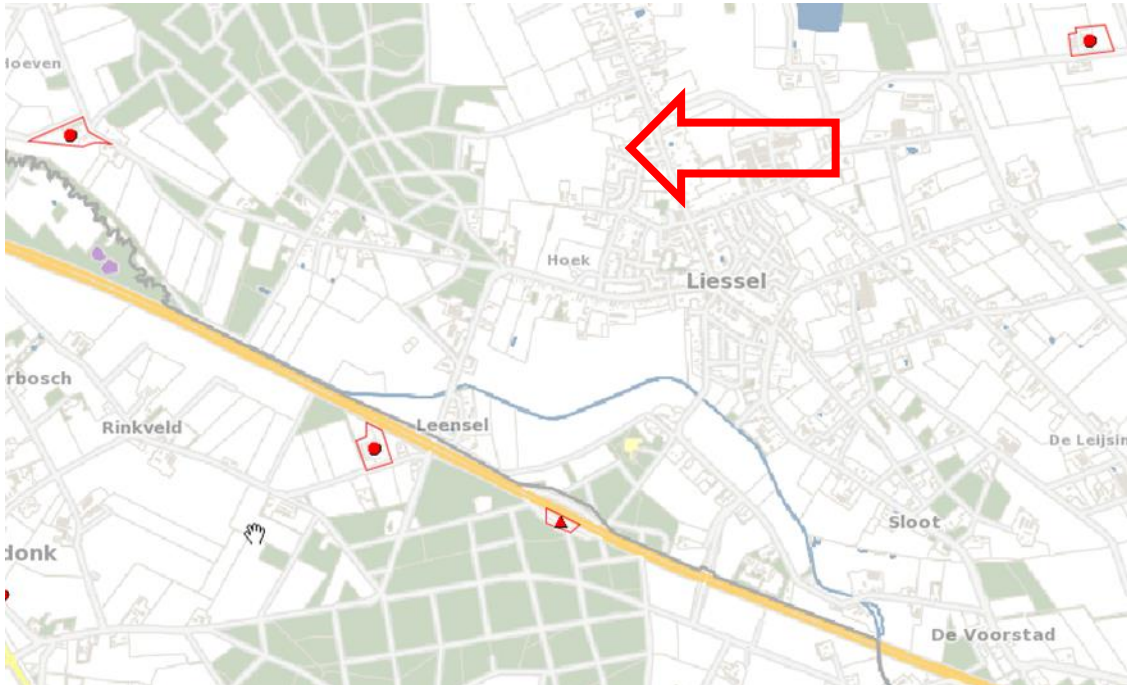 Hoeven
Hoek
Liessel
rbosch
Rinkveld
Leensel
De Leijsin
Sloot
donk
De Voorstad